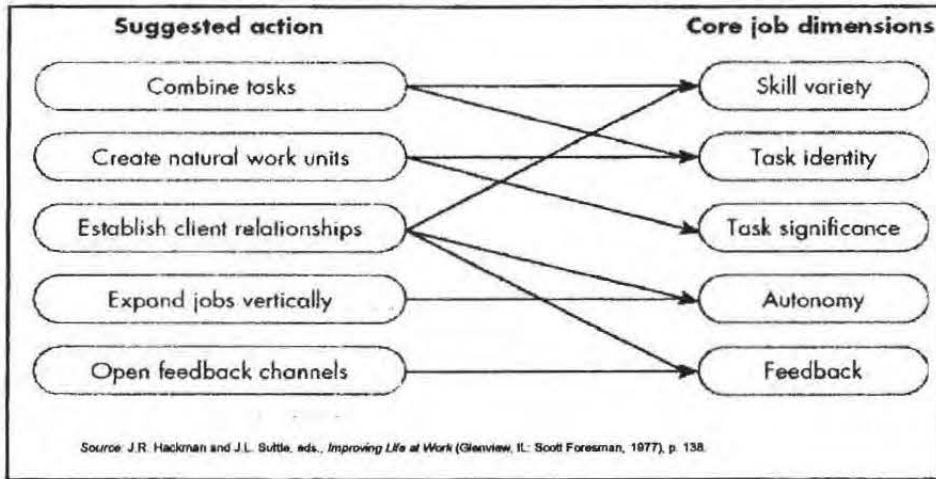 Suggested action Core job dimensions
Combine tasks Skill variety
Create natural work units Task identity
Establish client relationships Task significance
Expand jobs vertically Autonomy
Open feedback channels Feedback
Source: J.R. Hackman and J.L. Suttle, eds., Improving Life at Work (Glenview, IL: Scott Foresman, 1977), p. 138.